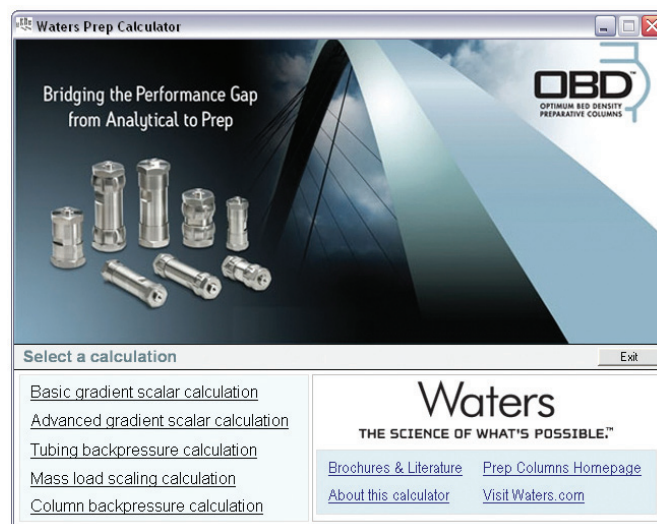 Waters Prep Calculator
Bridging the Performance Gap
from Analytical to Prep
OBD™
OPTIMUM BED DENSITY
PREPARATIVE COLUMNS
Select a calculation
Exit
Basic gradient scalar calculation
Advanced gradient scalar calculation
Tubing backpressure calculation
Mass load scaling calculation
Column backpressure calculation
Waters
THE SCIENCE OF WHAT'S POSSIBLE.™
Brochures & Literature Prep Columns Homepage
About this calculator Visit Waters.com